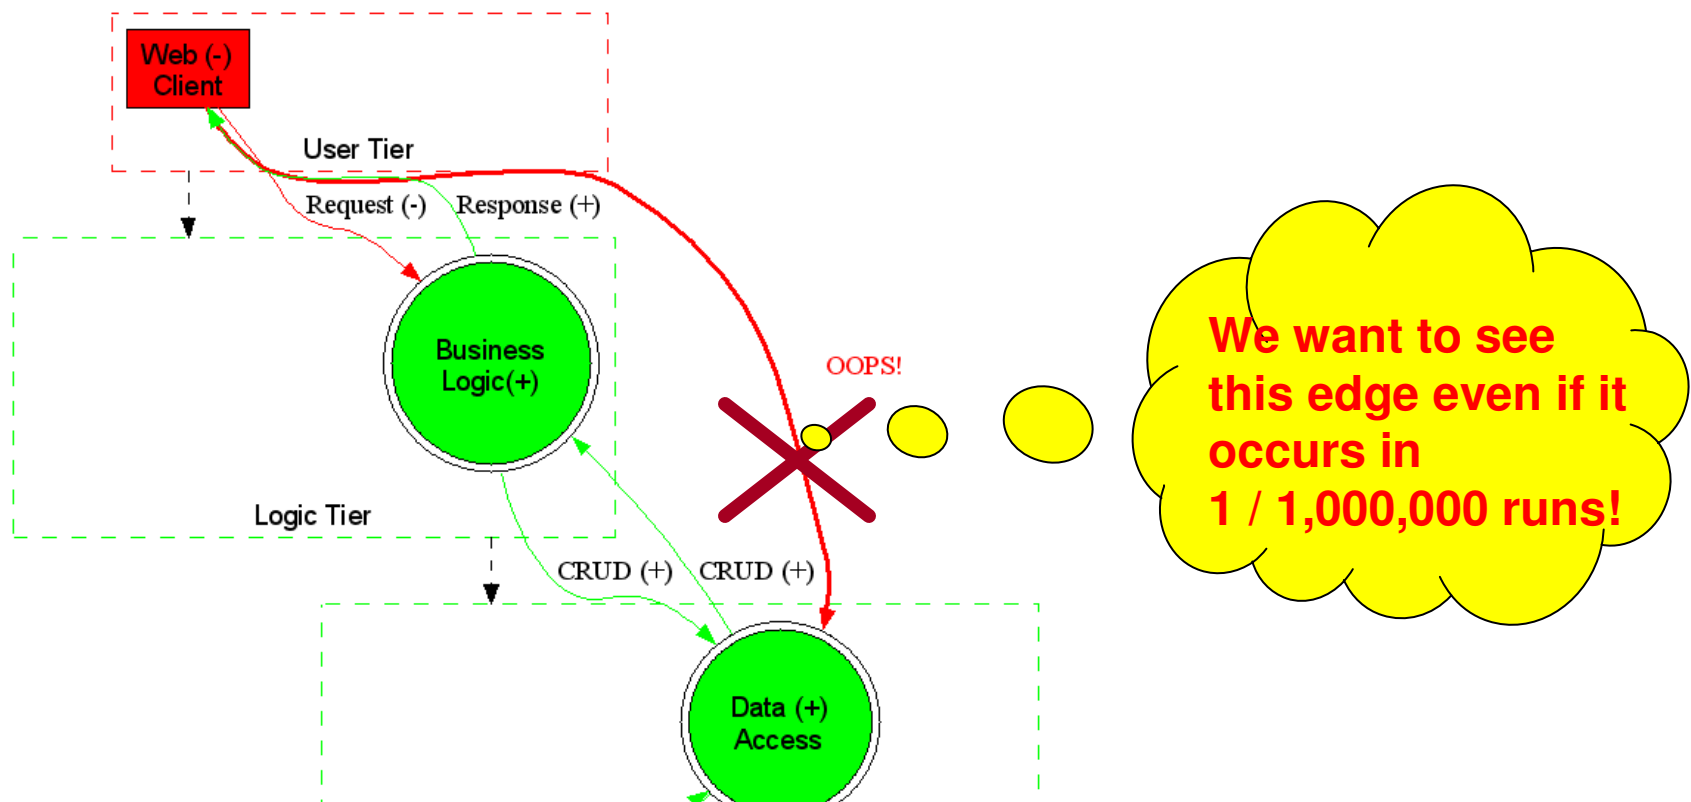 Web (-)
Client
User Tier
Request (-)
Response (+)
Business
Logic(+)
OOPS!
We want to see
this edge even if it
occurs in
1 / 1,000,000 runs!
Logic Tier
CRUD (+)
CRUD (+)
Data (+)
Access